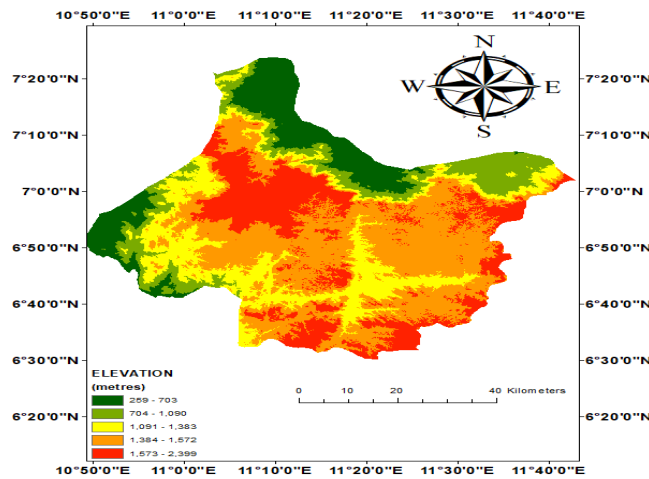 10°50'0"E 11°0'0"E 11°10'0"E 11°20'0"E 11°30'0"E 11°40'0"E
N
7°20'0"N
W E
7°20'0"N
S
7°10'0"N 7°10'0"N
7°0'0"N 7°0'0"N
6°50'0"N 6°50'0"N
6°40'0"N 6°40'0"N
6°30'0"N 6°30'0"N
6°20'0"N 6°20'0"N
ELEVATION
(metres)
259 - 703
704 - 1,090
1,091 - 1,383
1,384 - 1,572
1,573 - 2,399
0 10 20 40 Kilometers
10°50'0"E 11°0'0"E 11°10'0"E 11°20'0"E 11°30'0"E 11°40'0"E